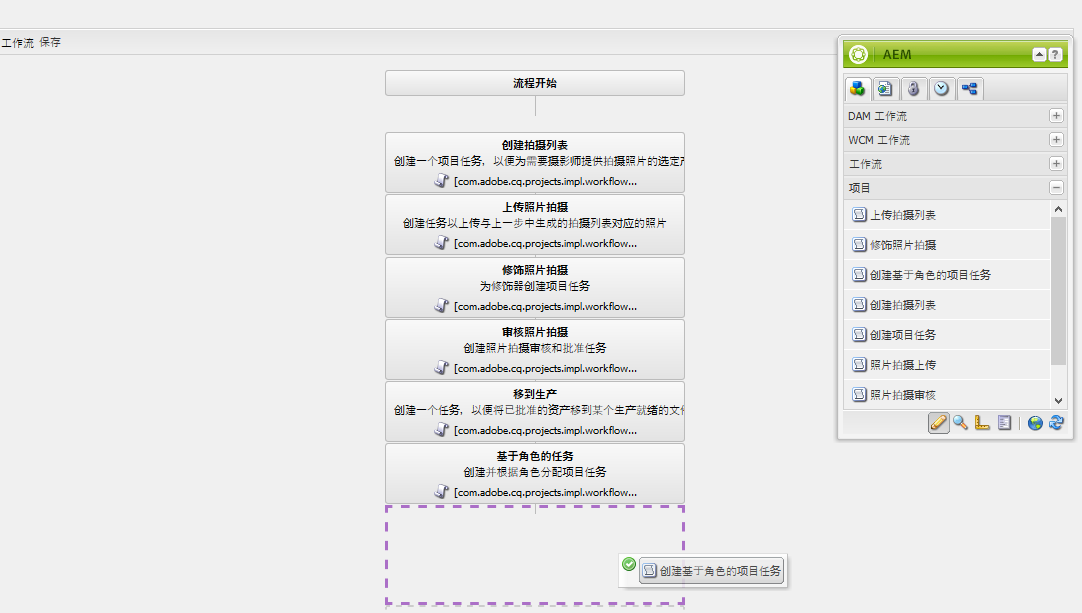 工作流 保存
流程开始
创建拍摄列表
创建一个项目任务，以便为需要摄影师提供拍摄照片的选定
[com.adobe.cq.projects.impl.workflow...
上传照片拍摄
创建任务以上传与上一步中生成的拍摄列表对应的照片
[com.adobe.cq.projects.impl.workflow...
修饰照片拍摄
为修饰器创建项目任务
[com.adobe.cq.projects.impl.workflow...
审核照片拍摄
创建照片拍摄审核和批准任务
[com.adobe.cq.projects.impl.workflow...
移到生产
创建一个任务，以便将已批准的资产移到某个生产就绪的文件
[com.adobe.cq.projects.impl.workflow...
基于角色的任务
创建并根据角色分配项目任务
[com.adobe.cq.projects.impl.workflow...
创建基于角色的项目任务
AEM
DAM 工作流
WCM 工作流
工作流
项目
上传拍摄列表
修饰照片拍摄
创建基于角色的项目任务
创建拍摄列表
创建项目任务
照片拍摄上传
照片拍摄审核